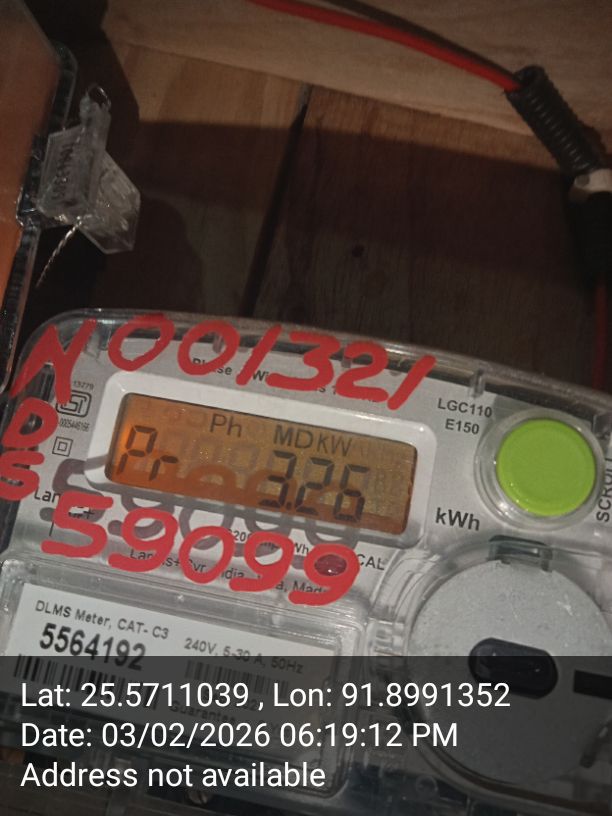 N001321
D
S
LGC110
E150
Ph MDKW
Pr 3.26
kWh
59099
CAL
DLMS Meter, CAT- C3
5564192
240V, 5-30 A, 50Hz
Lat: 25.5711039 , Lon: 91.8991352
Date: 03/02/2026 06:19:12 PM
Address not available